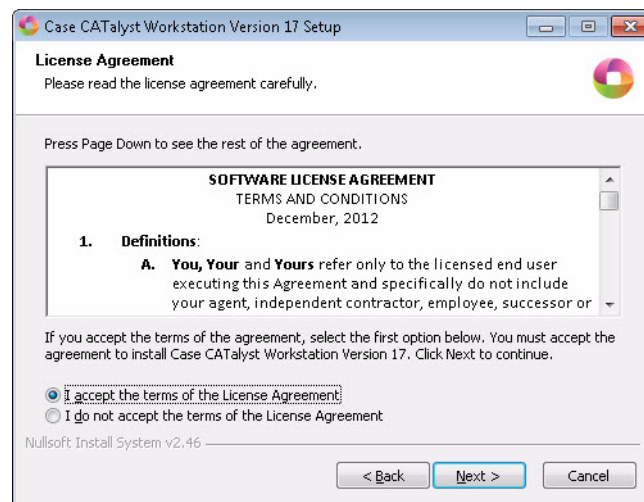 Case CATalyst Workstation Version 17 Setup
License Agreement
Please read the license agreement carefully.
Press Page Down to see the rest of the agreement.
SOFTWARE LICENSE AGREEMENT
TERMS AND CONDITIONS
December, 2012
1. Definitions:
A. You, Your and Yours refer only to the licensed end user
executing this Agreement and specifically do not include
your agent, independent contractor, employee, successor or
If you accept the terms of the agreement, select the first option below. You must accept the
agreement to install Case CATalyst Workstation Version 17. Click Next to continue.
I accept the terms of the License Agreement
I do not accept the terms of the License Agreement
Nullsoft Install System v2.46
< Back Next > Cancel